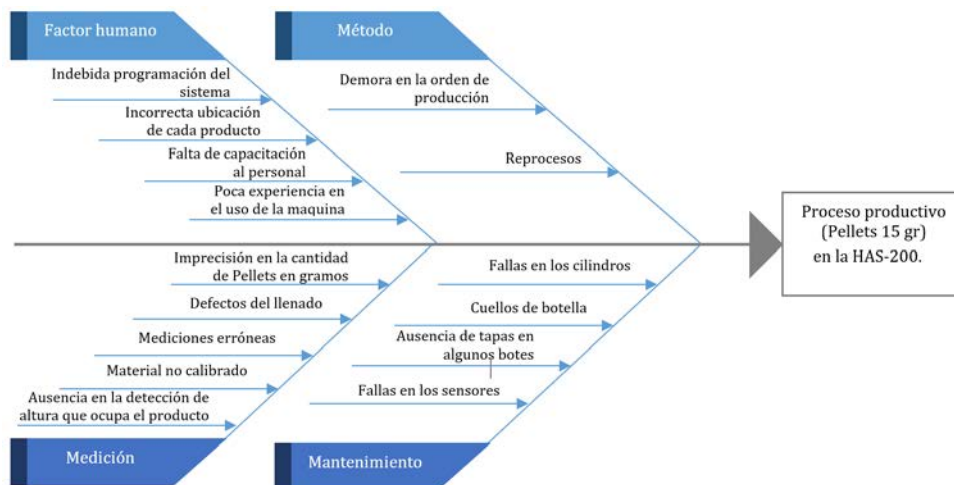 Factor humano
Indebida programación del
sistema
Incorrecta ubicación
de cada producto
Falta de capacitación
al personal
Poca experiencia en
el uso de la maquina
Método
Demora en la orden de
producción
Reprocesos
Proceso productivo
(Pellets 15 gr)
en la HAS-200.
Imprecisión en la cantidad
de Pellets en gramos
Defectos del llenado
Mediciones erróneas
Material no calibrado
Ausencia en la detección de
altura que ocupa el producto
Medición
Fallas en los cilindros
Cuellos de botella
Ausencia de tapas en
algunos botes
Fallas en los sensores
Mantenimiento